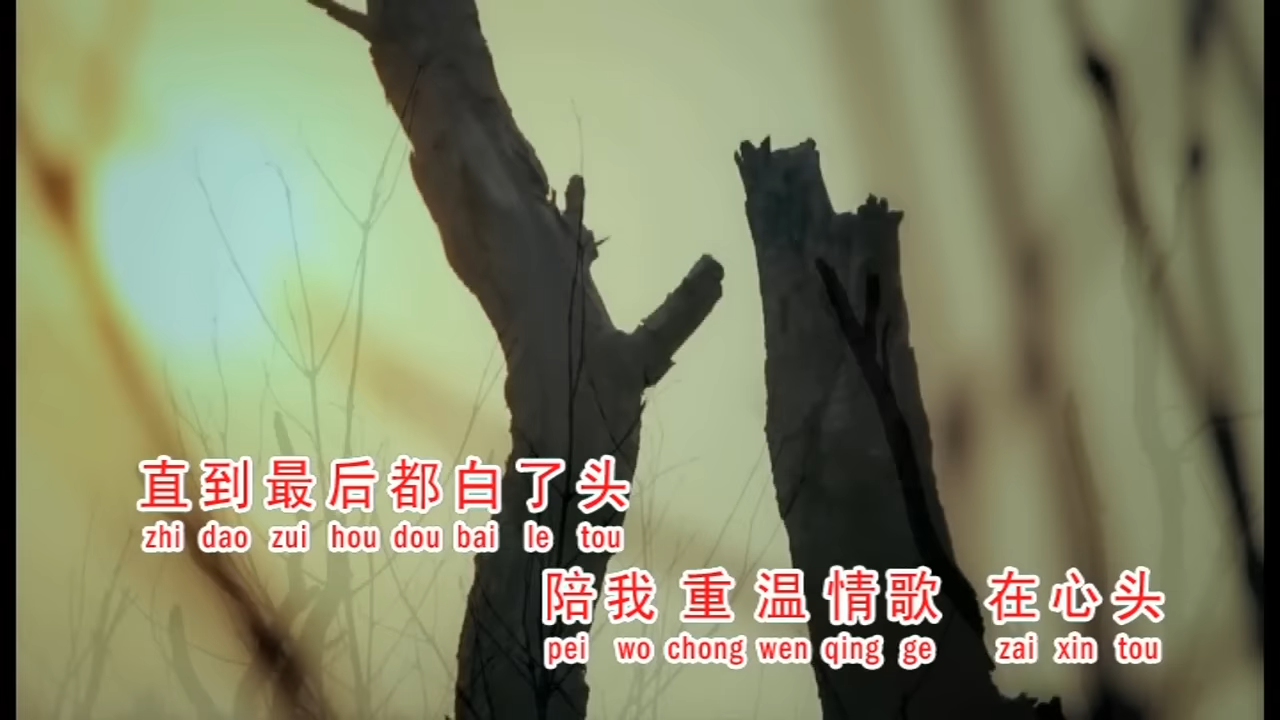 直到最后都白了头
zhi dao zui hou dou bai le tou
陪我 重 温 情歌 在心头
pei wo chong wen qing ge zai xin tou